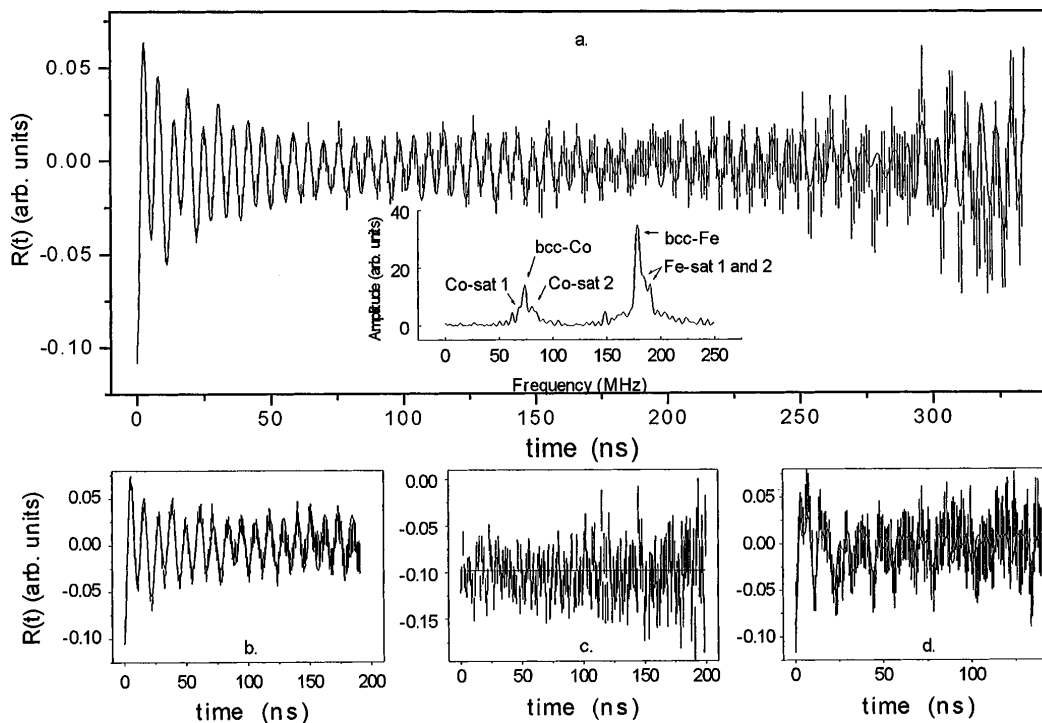 a.
0.05
0.00
-0.05
-0.10
R(t) (arb. units)
0 50 100 150 200 250 300
time (ns)
40
20
0
Amplitude (arb. units)
bcc-Co
Co-sat 1
Co-sat 2
bcc-Fe
Fe-sat 1 and 2
0 50 100 150 200 250
Frequency (MHz)
0.05
0.00
-0.05
-0.10
R(t) (arb. units)
b.
0 50 100 150 200
time (ns)
0.00
-0.05
-0.10
-0.15
c.
0 50 100 150 200
time (ns)
0.05
0.00
-0.05
-0.10
d.
0 50 100
time (ns)